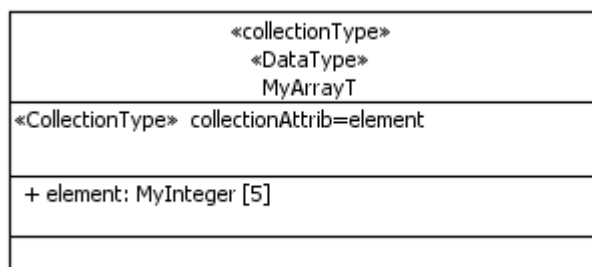 «collectionType»
«DataType»
MyArrayT
«CollectionType» collectionAttrib=element
+ element: MyInteger [5]